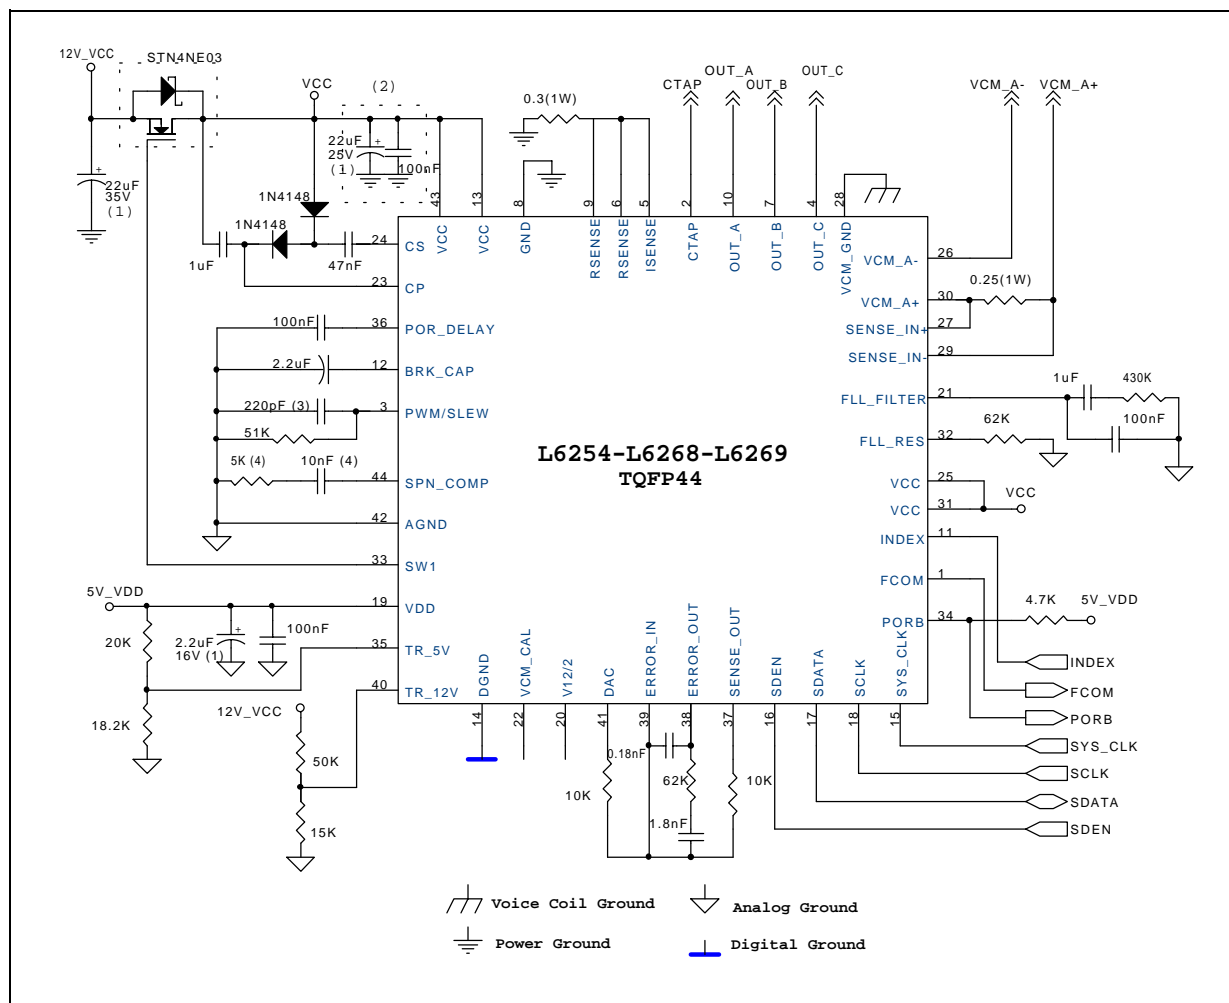 12V_VCC
STN4NE03
VCC
(2)
22uF
25V
(1)
100nF
22uF
35V
(1)
1N4148
1N4148
1uF
47nF
0.3(1W)
CTAP
OUT_A
OUT_B
OUT_C
VCM_A-
VCM_A+
43
13
8
9
6
5
2
10
7
4
28
VCC
VCC
GND
RSENSE
RSENSE
ISENSE
CTAP
OUT_A
OUT_B
OUT_C
VCM_GND
24 CS
23 CP
100nF 36 POR_DELAY
2.2uF 12 BRK_CAP
220pF (3) 3 PWM/SLEW
51K
5K (4) 10nF (4) 44 SPN_COMP
42 AGND
33 SW1
5V_VDD 19 VDD
20K
2.2uF
16V (1)
100nF
35 TR_5V
40 TR_12V
18.2K
12V_VCC
50K
15K
L6254-L6268-L6269
TQFP44
VCM_A- 26
VCM_A+ 30 0.25(1W)
SENSE_IN+ 27
SENSE_IN- 29
FLL_FILTER 21 1uF 430K
100nF
FLL_RES 32 62K
VCC 25
VCC 31 VCC
INDEX 11
FCOM 1
PORB 34 4.7K 5V_VDD
DGND
VCM_CAL
V12/2
DAC
ERROR_IN
ERROR_OUT
SENSE_OUT
SDEN
SDATA
SCLK
SYS_CLK
14
22
20
41
39
38
37
16
17
18
15
0.18nF
10K
62K
1.8nF
10K
INDEX
FCOM
PORB
SYS_CLK
SCLK
SDATA
SDEN
Voice Coil Ground
Analog Ground
Power Ground
Digital Ground